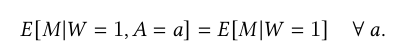 E[M|W = 1, A = a] = E[M|W = 1] ∀ a.